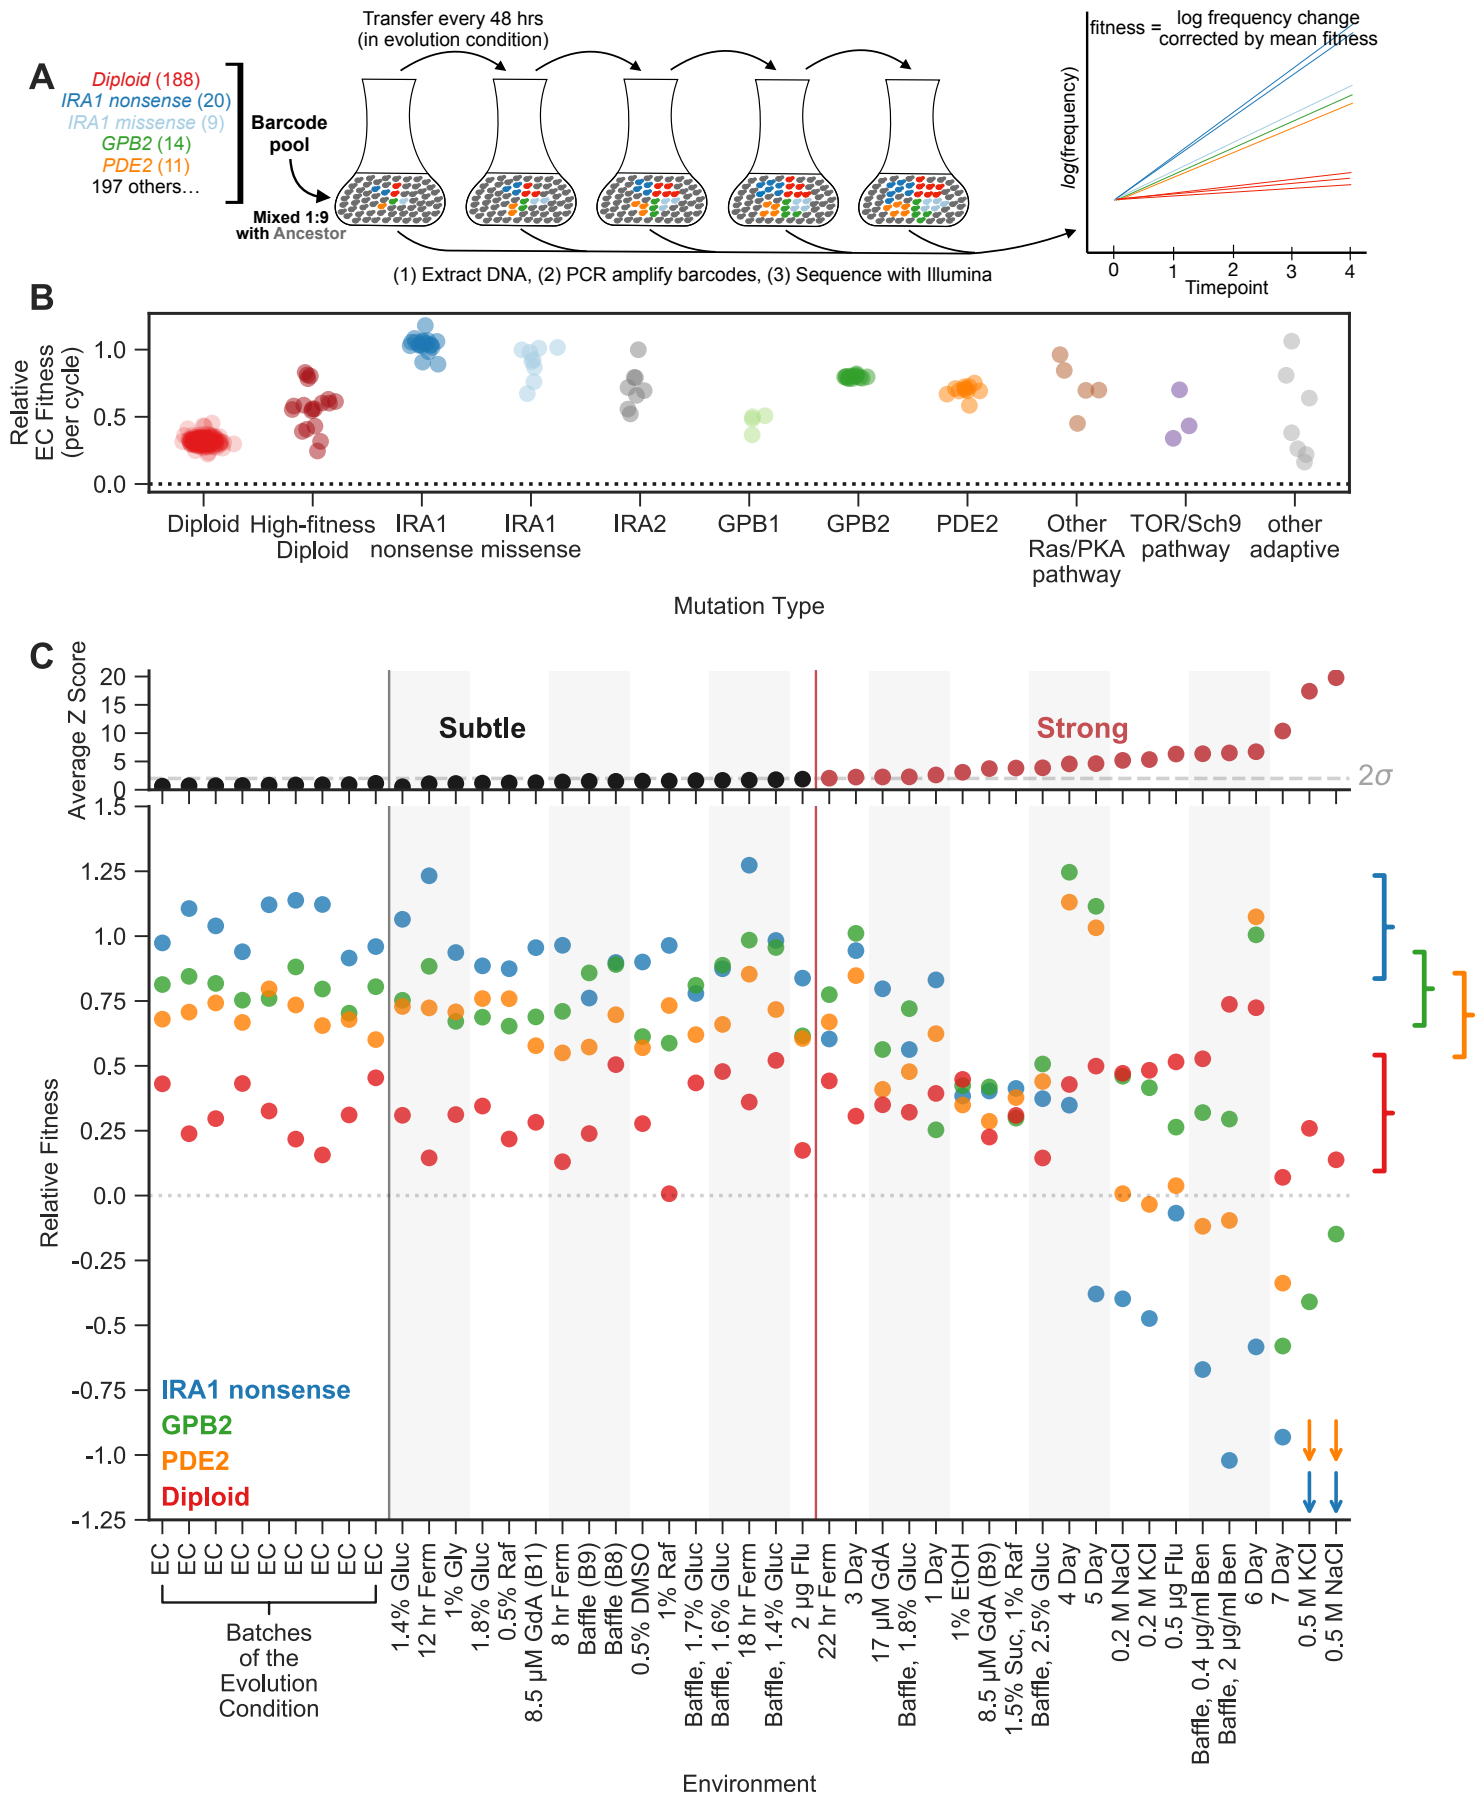 A
Diploid (188)
IRA1 nonsense (20)
IRA1 missense (9)
GPB2 (14)
PDE2 (11)
197 others...
Barcode
pool
Mixed 1:9
with Ancestor
Transfer every 48 hrs
(in evolution condition)
(1) Extract DNA, (2) PCR amplify barcodes, (3) Sequence with Illumina
fitness = log frequency change
corrected by mean fitness
log(frequency)
0 1 2 3 4
Timepoint
B
Relative
EC Fitness
(per cycle)
1.0
0.5
0.0
Diploid
High-fitness
Diploid
IRA1
nonsense
IRA1
missense
IRA2
GPB1
GPB2
PDE2
Other
Ras/PKA
pathway
TOR/Sch9
pathway
other
adaptive
Mutation Type
C
Average Z Score
20
15
10
5
0
Subtle
Strong
2σ
Relative Fitness
1.5
1.25
1.0
0.75
0.5
0.25
0.0
-0.25
-0.5
-0.75
-1.0
-1.25
IRA1 nonsense
GPB2
PDE2
Diploid
EC
EC
EC
EC
EC
EC
EC
EC
EC
1.4% Gluc
12 hr Ferm
1% Gly
1.8% Gluc
0.5% Raf
8.5 µM GdA (B1)
8 hr Ferm
Baffle (B9)
Baffle (B8)
0.5% DMSO
1% Raf
Baffle, 1.7% Gluc
Baffle, 1.6% Gluc
18 hr Ferm
Baffle, 1.4% Gluc
2 µg Flu
22 hr Ferm
3 Day
17 µM GdA
Baffle, 1.8% Gluc
1 Day
1% EtOH
8.5 µM GdA (B9)
1.5% Suc, 1% Raf
Baffle, 2.5% Gluc
4 Day
5 Day
0.2 M NaCl
0.2 M KCl
0.5 µg Flu
Baffle, 0.4 µg/ml Ben
Baffle, 2 µg/ml Ben
6 Day
7 Day
0.5 M KCl
0.5 M NaCl
Batches
of the
Evolution
Condition
Environment